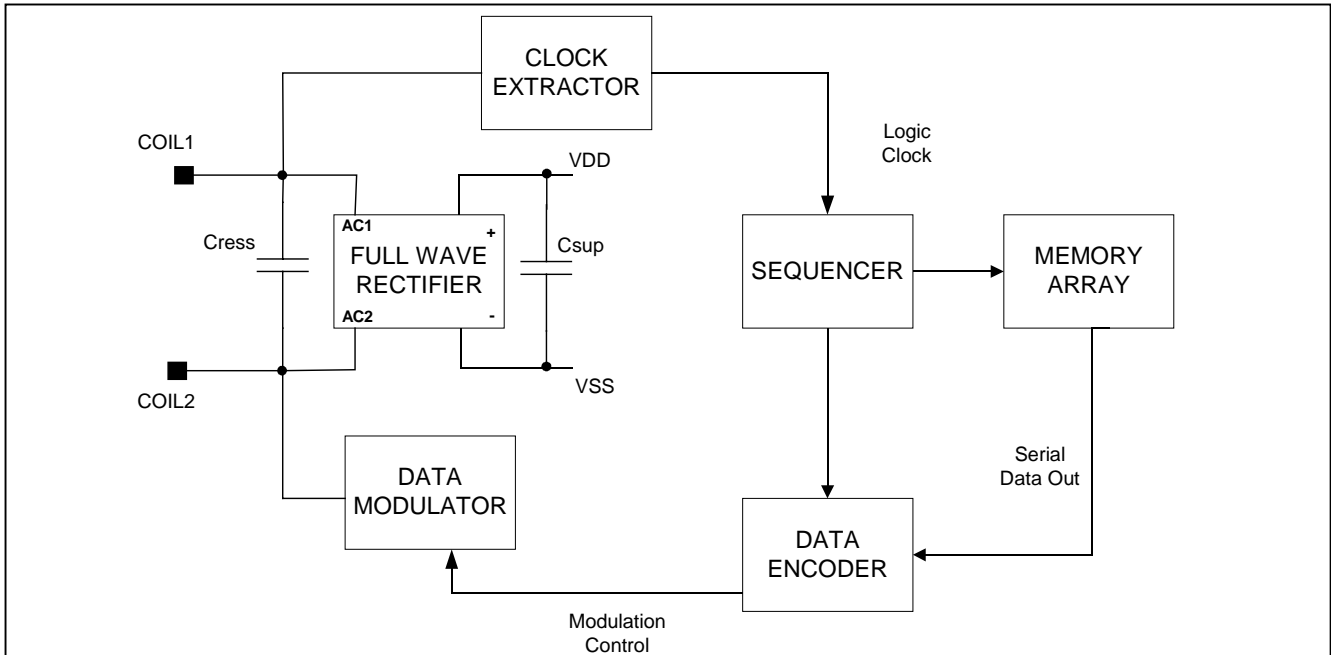 CLOCK
EXTRACTOR
COIL1
Logic
Clock
VDD
AC1
+
Cress
FULL WAVE
RECTIFIER
Csup
SEQUENCER
MEMORY
ARRAY
AC2
-
VSS
COIL2
DATA
MODULATOR
Serial
Data Out
DATA
ENCODER
Modulation
Control